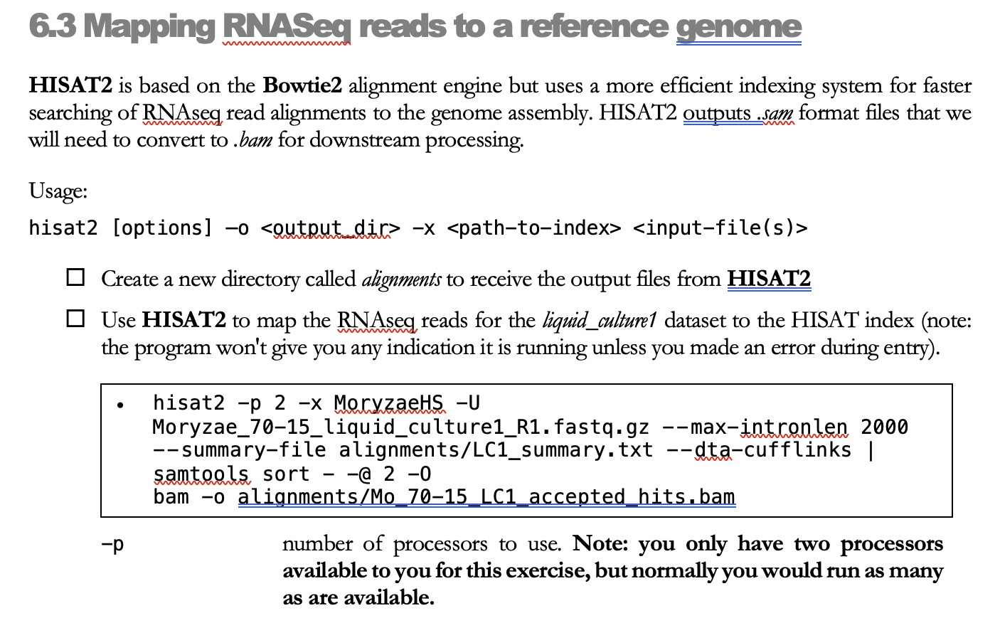 6.3 Mapping RNASeq reads to a reference genome
HISAT2 is based on the Bowtie2 alignment engine but uses a more efficient indexing system for faster
searching of RNAseq read alignments to the genome assembly. HISAT2 outputs .sam format files that we
will need to convert to .bam for downstream processing.
Usage:
hisat2 [options] –o <output_dir> –x <path–to–index> <input–file(s)>
☐ Create a new directory called alignments to receive the output files from HISAT2
☐ Use HISAT2 to map the RNAseq reads for the liquid_culture1 dataset to the HISAT index (note:
the program won't give you any indication it is running unless you made an error during entry).
• hisat2 –p 2 –x MoryzaeHS –U
Moryzae_70–15_liquid_culture1_R1.fastq.gz ––max–intronlen 2000
––summary–file alignments/LC1_summary.txt ––dta–cufflinks |
samtools sort – –@ 2 –O
bam –o alignments/Mo_70–15_LC1_accepted_hits.bam
–p number of processors to use. Note: you only have two processors
available to you for this exercise, but normally you would run as many
as are available.